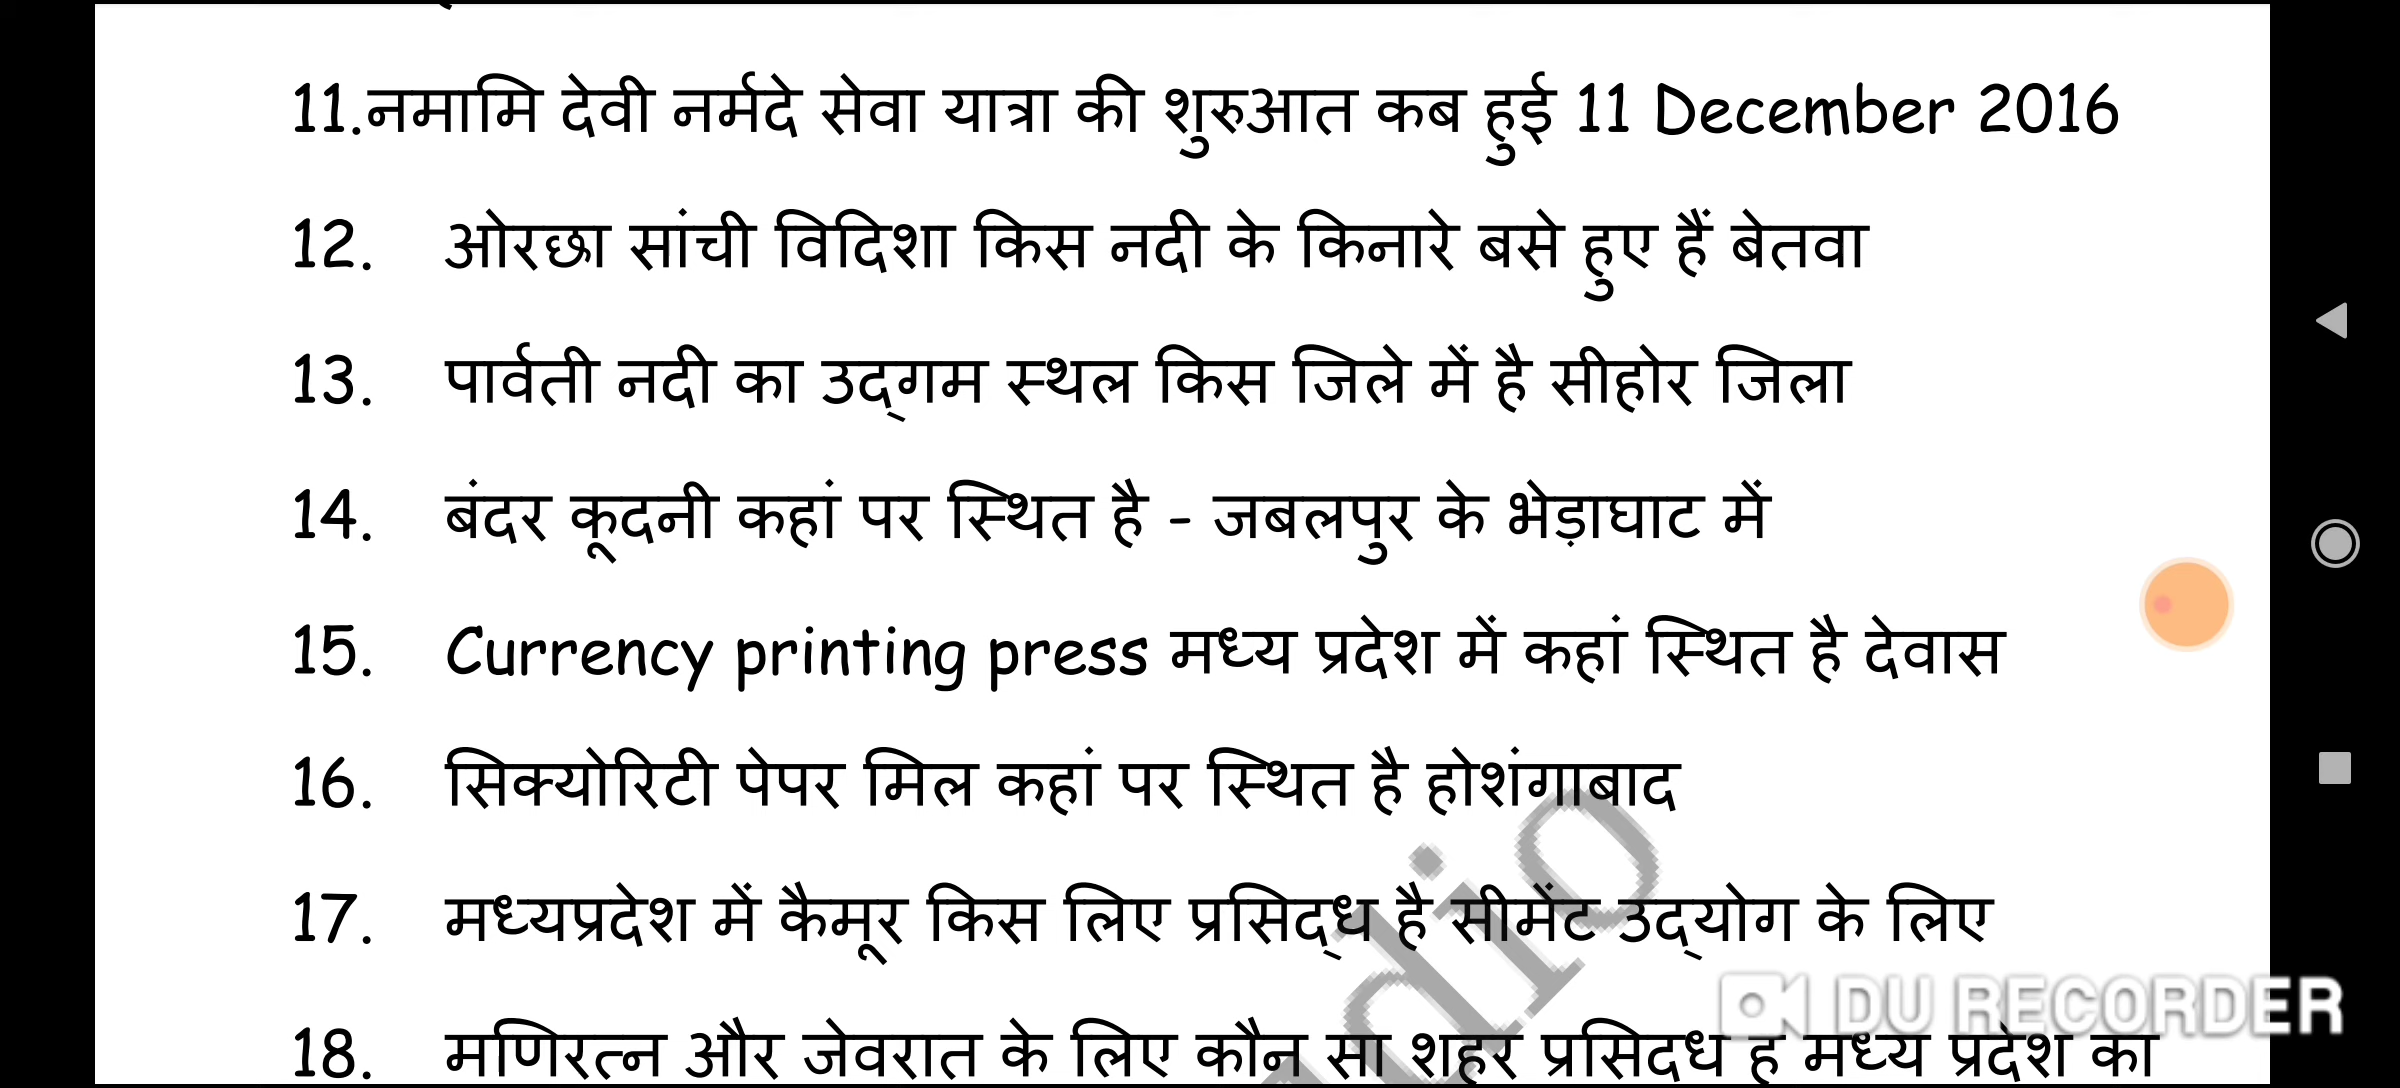 11.नमामि देवी नर्मदे सेवा यात्रा की शुरुआत कब हुई 11 December 2016
12. ओरछा सांची विदिशा किस नदी के किनारे बसे हुए हैं बेतवा
13. पार्वती नदी का उद्गम स्थल किस जिले में है सीहोर जिला
14. बंदर कूदनी कहां पर स्थित है - जबलपुर के भेड़ाघाट में
15. Currency printing press मध्य प्रदेश में कहां स्थित है देवास
16. सिक्योरिटी पेपर मिल कहां पर स्थित है होशंगाबाद
17. मध्यप्रदेश में कैमूर किस लिए प्रसिद्ध है सीमेंट उद्योग के लिए
DU RECORDER
18. मणिरत्न और जेवरात के लिए कौन सा शहर प्रसिद्ध है मध्य प्रदेश का